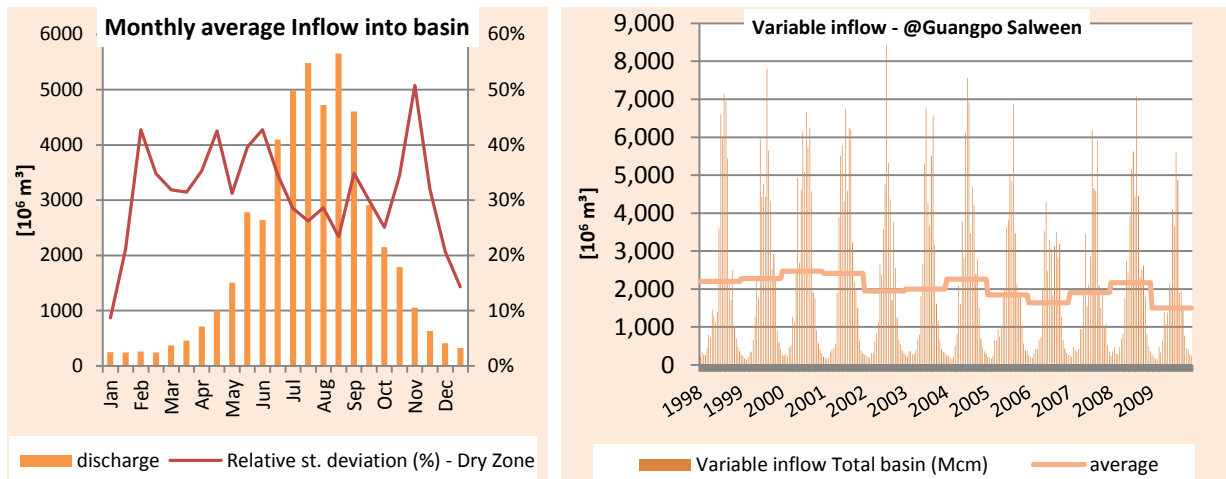 Monthly average Inflow into basin
6000
5000
4000
3000
2000
1000
0
[10⁶ m³]
60%
50%
40%
30%
20%
10%
0%
Jan
Feb
Mar
Apr
May
Jun
Jul
Aug
Sep
Oct
Nov
Dec
discharge
Relative st. deviation (%) - Dry Zone
Variable inflow - @Guangpo Salween
9,000
8,000
7,000
6,000
5,000
4,000
3,000
2,000
1,000
0
[10⁶ m³]
1998
1999
2000
2001
2002
2003
2004
2005
2006
2007
2008
2009
Variable inflow Total basin (Mcm)
average